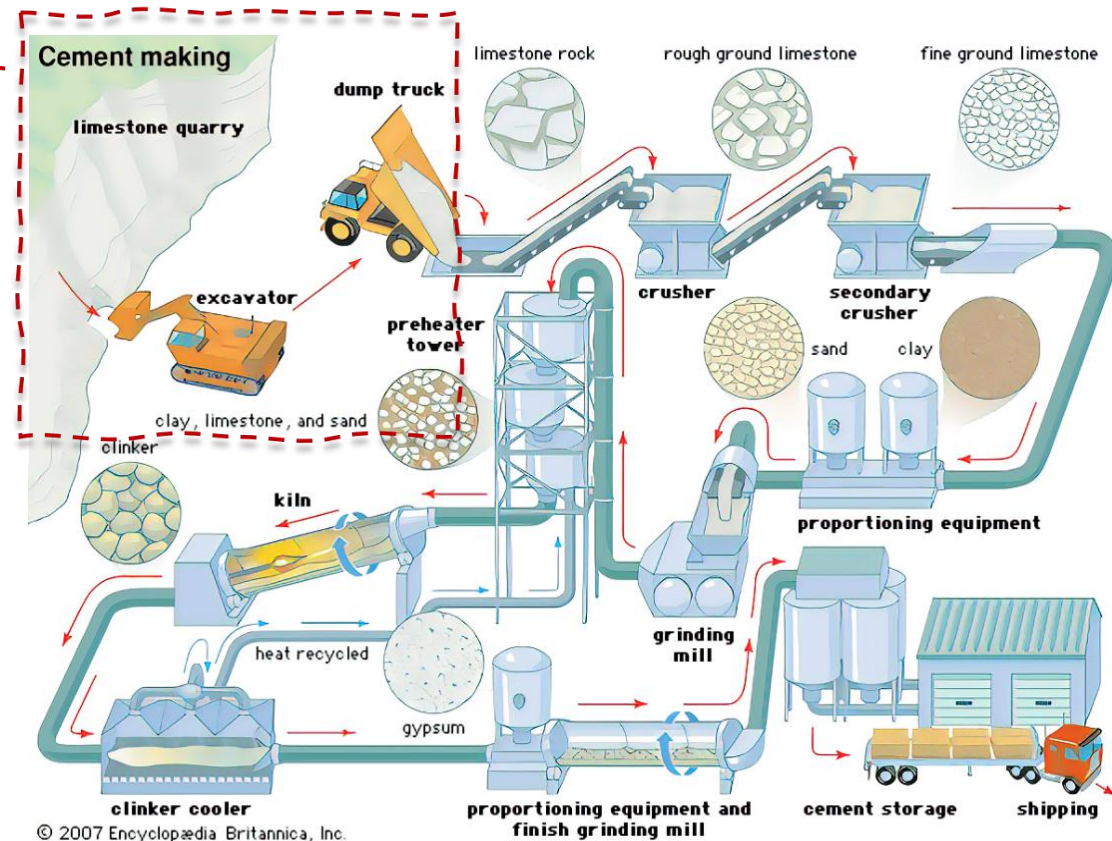 Cement making
limestone quarry
dump truck
limestone rock
rough ground limestone
fine ground limestone
excavator
crusher
secondary
crusher
preheater
tower
sand
clay
clay, limestone, and sand
clinker
kiln
proportioning equipment
grinding
mill
heat recycled
gypsum
clinker cooler
proportioning equipment and
finish grinding mill
cement storage
shipping
© 2007 Encyclopædia Britannica, Inc.